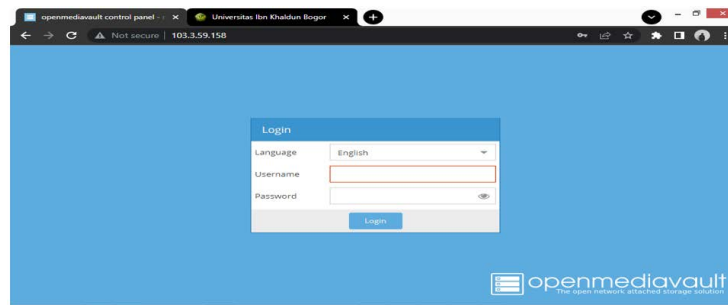 openmediavault control panel -
Universitas Ibn Khaldun Bogor
Not secure | 103.3.59.158
Login
Language English
Username
Password
Login
openmediavault
The open network attached storage solution